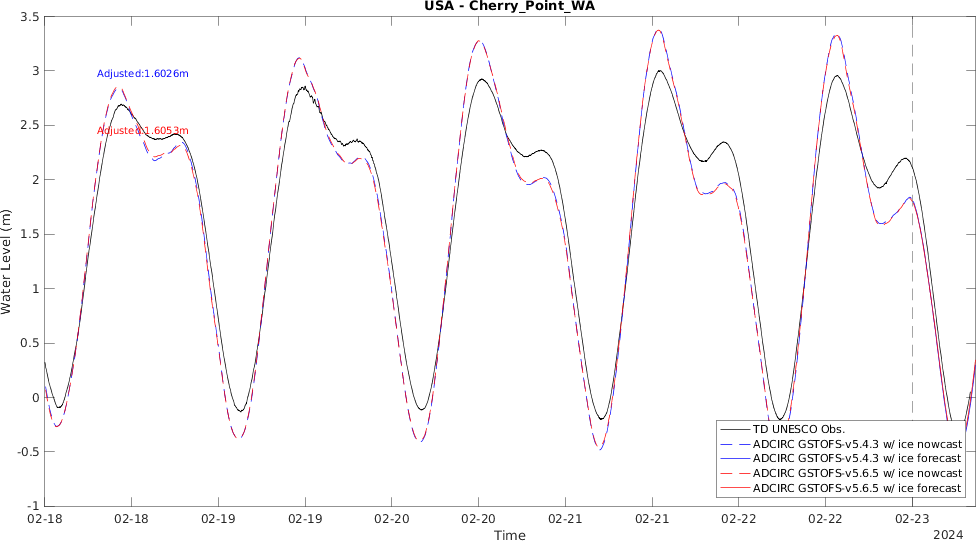 USA - Cherry_Point_WA
3.5
3
2.5
2
1.5
1
0.5
0
-0.5
-1
Water Level (m)
Adjusted:1.6026m
Adjusted:1.6053m
TD UNESCO Obs.
ADCIRC GSTOFS-v5.4.3 w/ ice nowcast
ADCIRC GSTOFS-v5.4.3 w/ ice forecast
ADCIRC GSTOFS-v5.6.5 w/ ice nowcast
ADCIRC GSTOFS-v5.6.5 w/ ice forecast
02-18 02-18 02-19 02-19 02-20 02-20 02-21 02-21 02-22 02-22 02-23
Time
2024